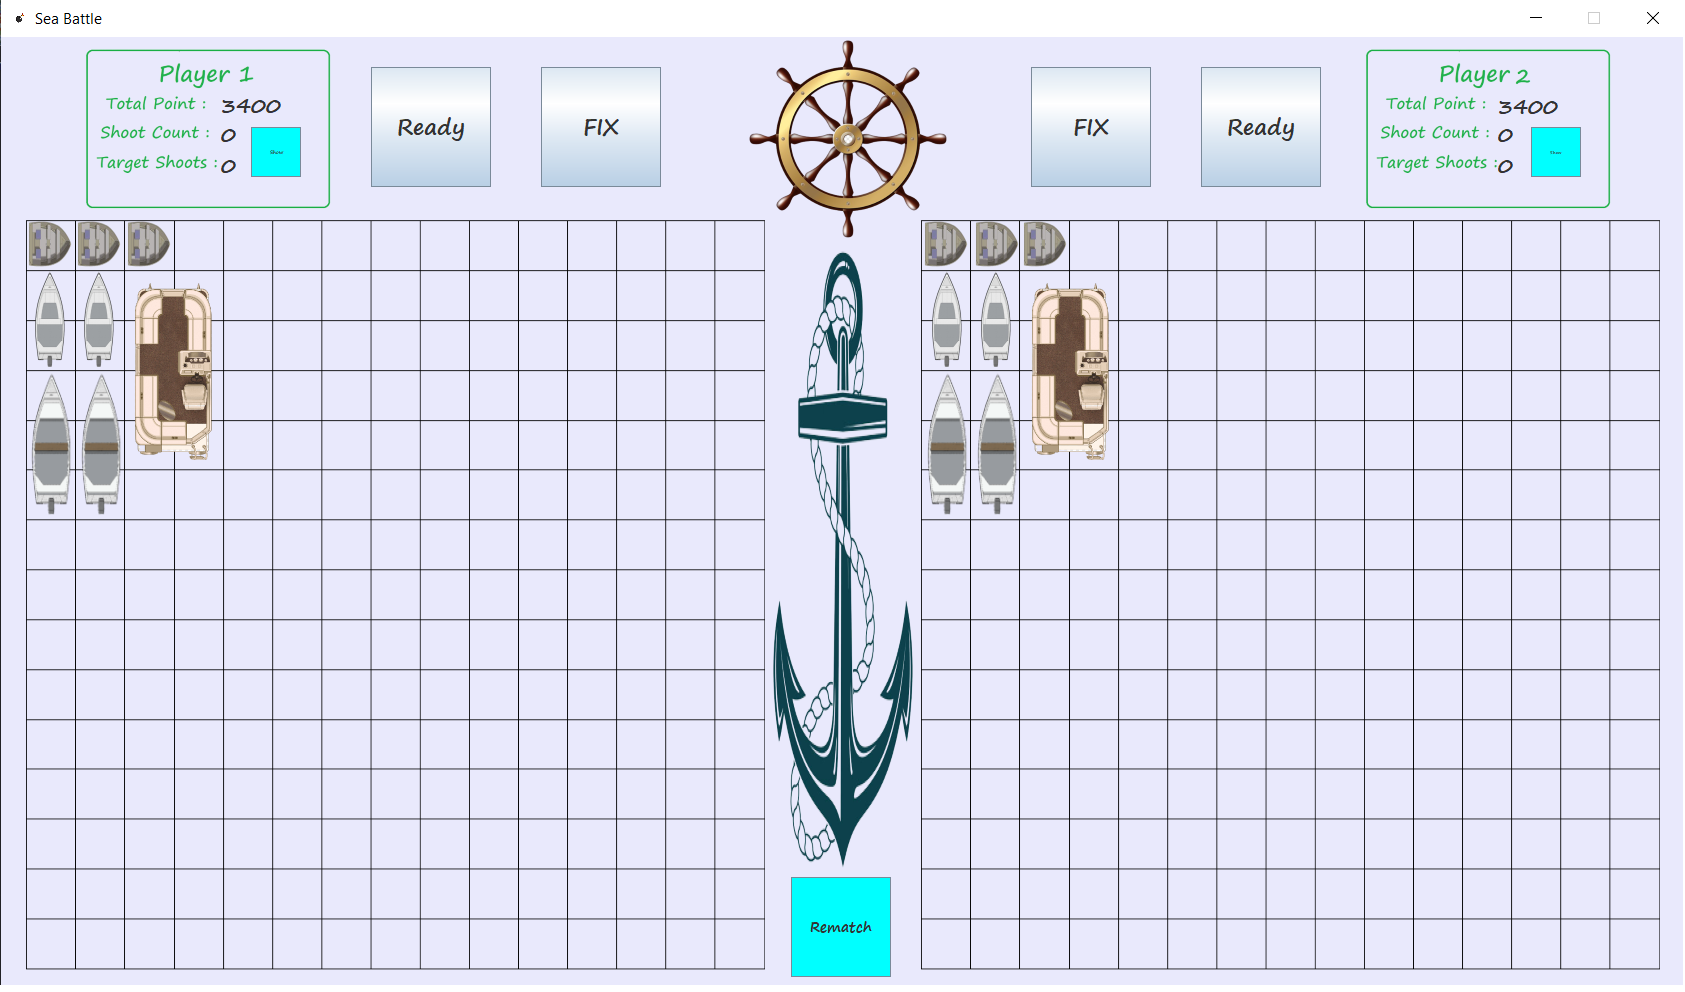 Sea Battle
Player 1
Total Point : 3400
Shoot Count : 0
Target Shoots : 0
Show
Ready
FIX
FIX
Ready
Player 2
Total Point : 3400
Shoot Count : 0
Target Shoots : 0
Show
Rematch